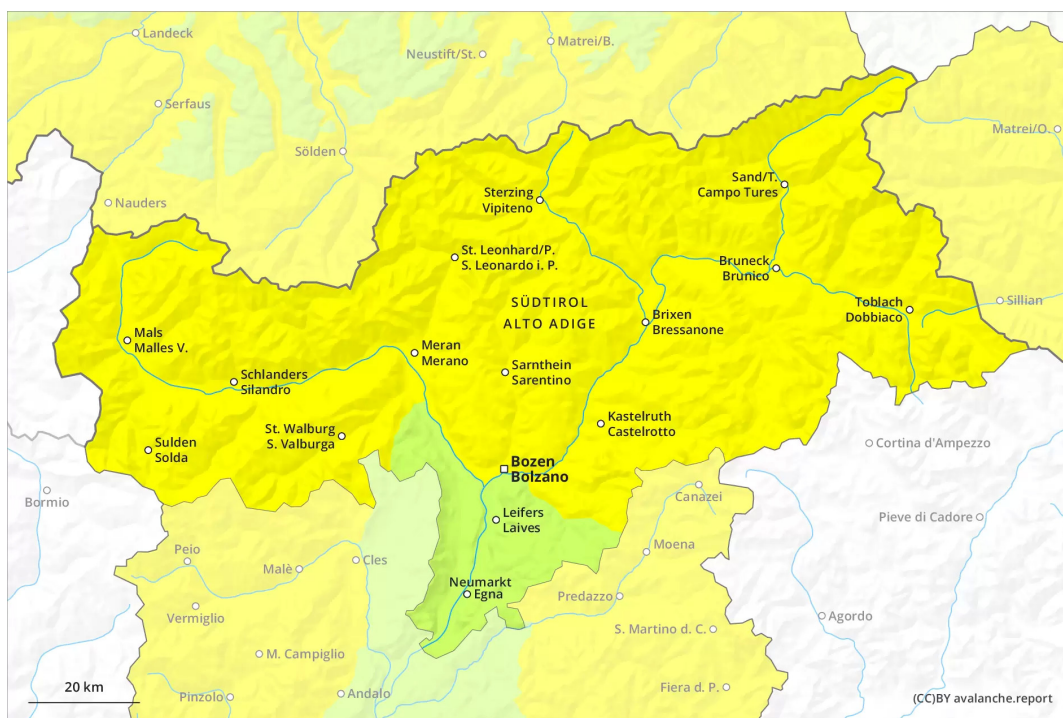 Landeck
Neustift/St.
Matrei/B.
Serfaus
Sölden
Matrei/O.
Nauders
Sterzing
Vipiteno
Sand/T.
Campo Tures
St. Leonhard/P.
S. Leonardo i. P.
Bruneck
Brunico
SÜDTIROL
ALTO ADIGE
Toblach
Dobbiaco
Sillian
Brixen
Bressanone
Mals
Malles V.
Meran
Merano
Schlanders
Silandro
Sarnthein
Sarentino
St. Walburg
S. Valburga
Kastelruth
Castelrotto
Sulden
Solda
Cortina d'Ampezzo
Bozen
Bolzano
Bormio
Canazei
Leifers
Laives
Pieve di Cadore
Peio
Cles
Moena
Malè
Neumarkt
Egna
Predazzo
Vermiglio
Agordo
S. Martino d. C.
M. Campiglio
20 km
Pinzolo
Andalo
Fiera d. P.
(CC)BY avalanche.report